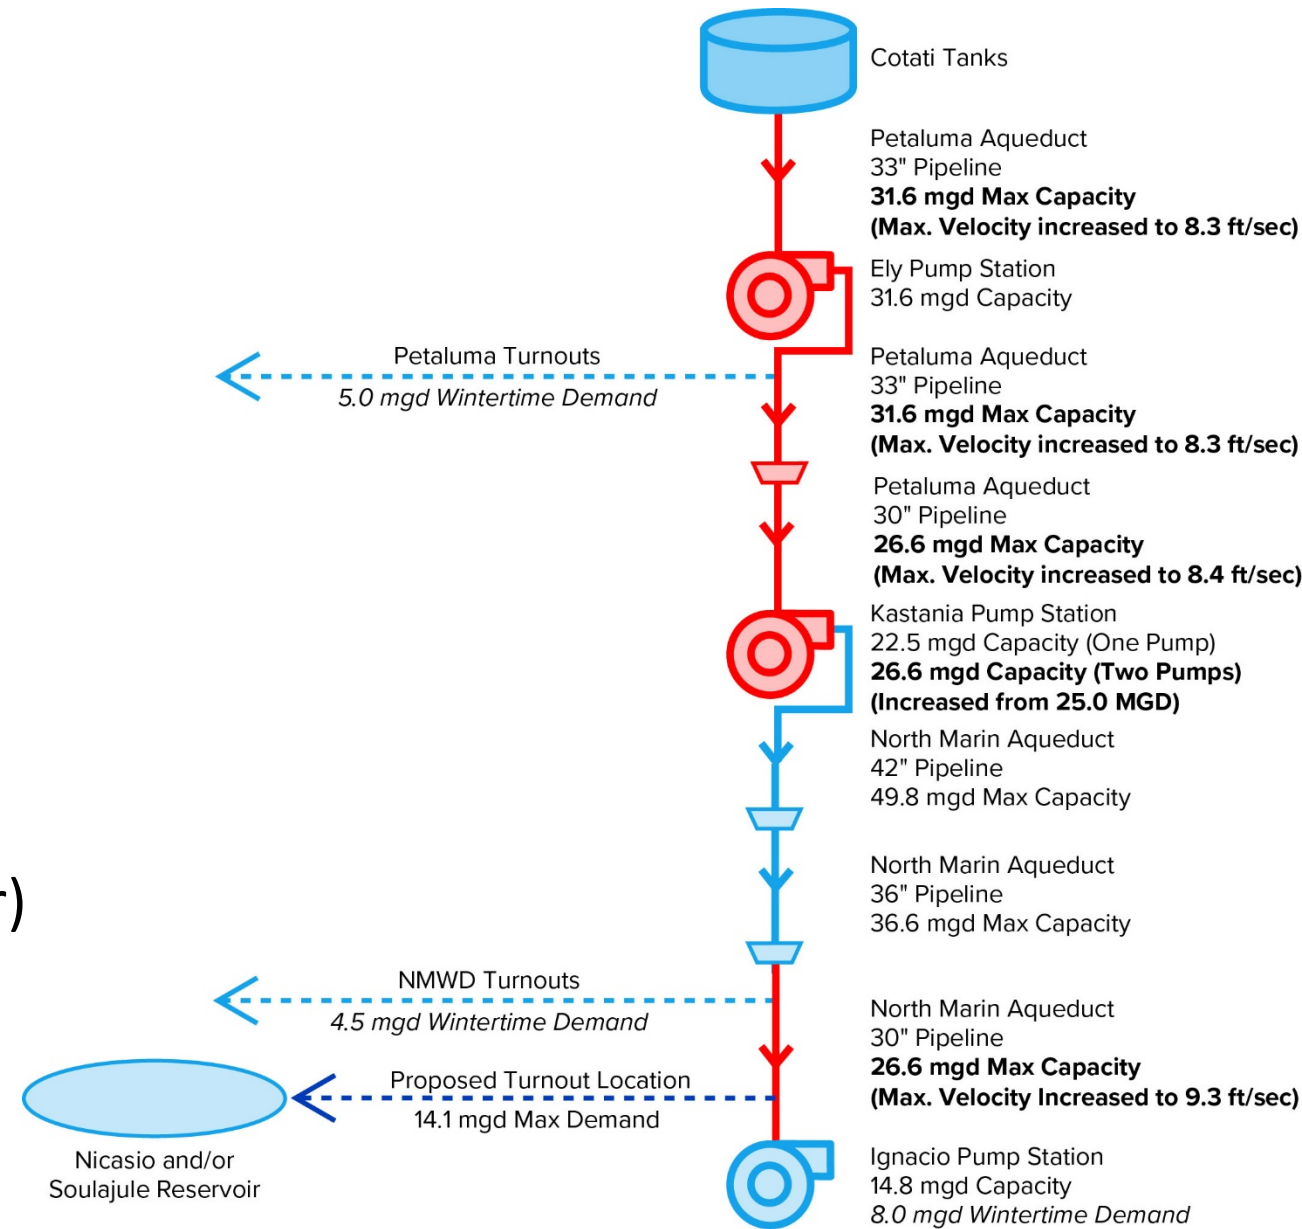 Cotati Tanks
Petaluma Aqueduct
33" Pipeline
31.6 mgd Max Capacity
(Max. Velocity increased to 8.3 ft/sec)
Ely Pump Station
31.6 mgd Capacity
Petaluma Turnouts
5.0 mgd Wintertime Demand
Petaluma Aqueduct
33" Pipeline
31.6 mgd Max Capacity
(Max. Velocity increased to 8.3 ft/sec)
Petaluma Aqueduct
30" Pipeline
26.6 mgd Max Capacity
(Max. Velocity increased to 8.4 ft/sec)
Kastania Pump Station
22.5 mgd Capacity (One Pump)
26.6 mgd Capacity (Two Pumps)
(Increased from 25.0 MGD)
North Marin Aqueduct
42" Pipeline
49.8 mgd Max Capacity
North Marin Aqueduct
36" Pipeline
36.6 mgd Max Capacity
NMWD Turnouts
4.5 mgd Wintertime Demand
North Marin Aqueduct
30" Pipeline
26.6 mgd Max Capacity
(Max. Velocity Increased to 9.3 ft/sec)
Proposed Turnout Location
14.1 mgd Max Demand
Nicasio and/or
Soulajule Reservoir
Ignacio Pump Station
14.8 mgd Capacity
8.0 mgd Wintertime Demand